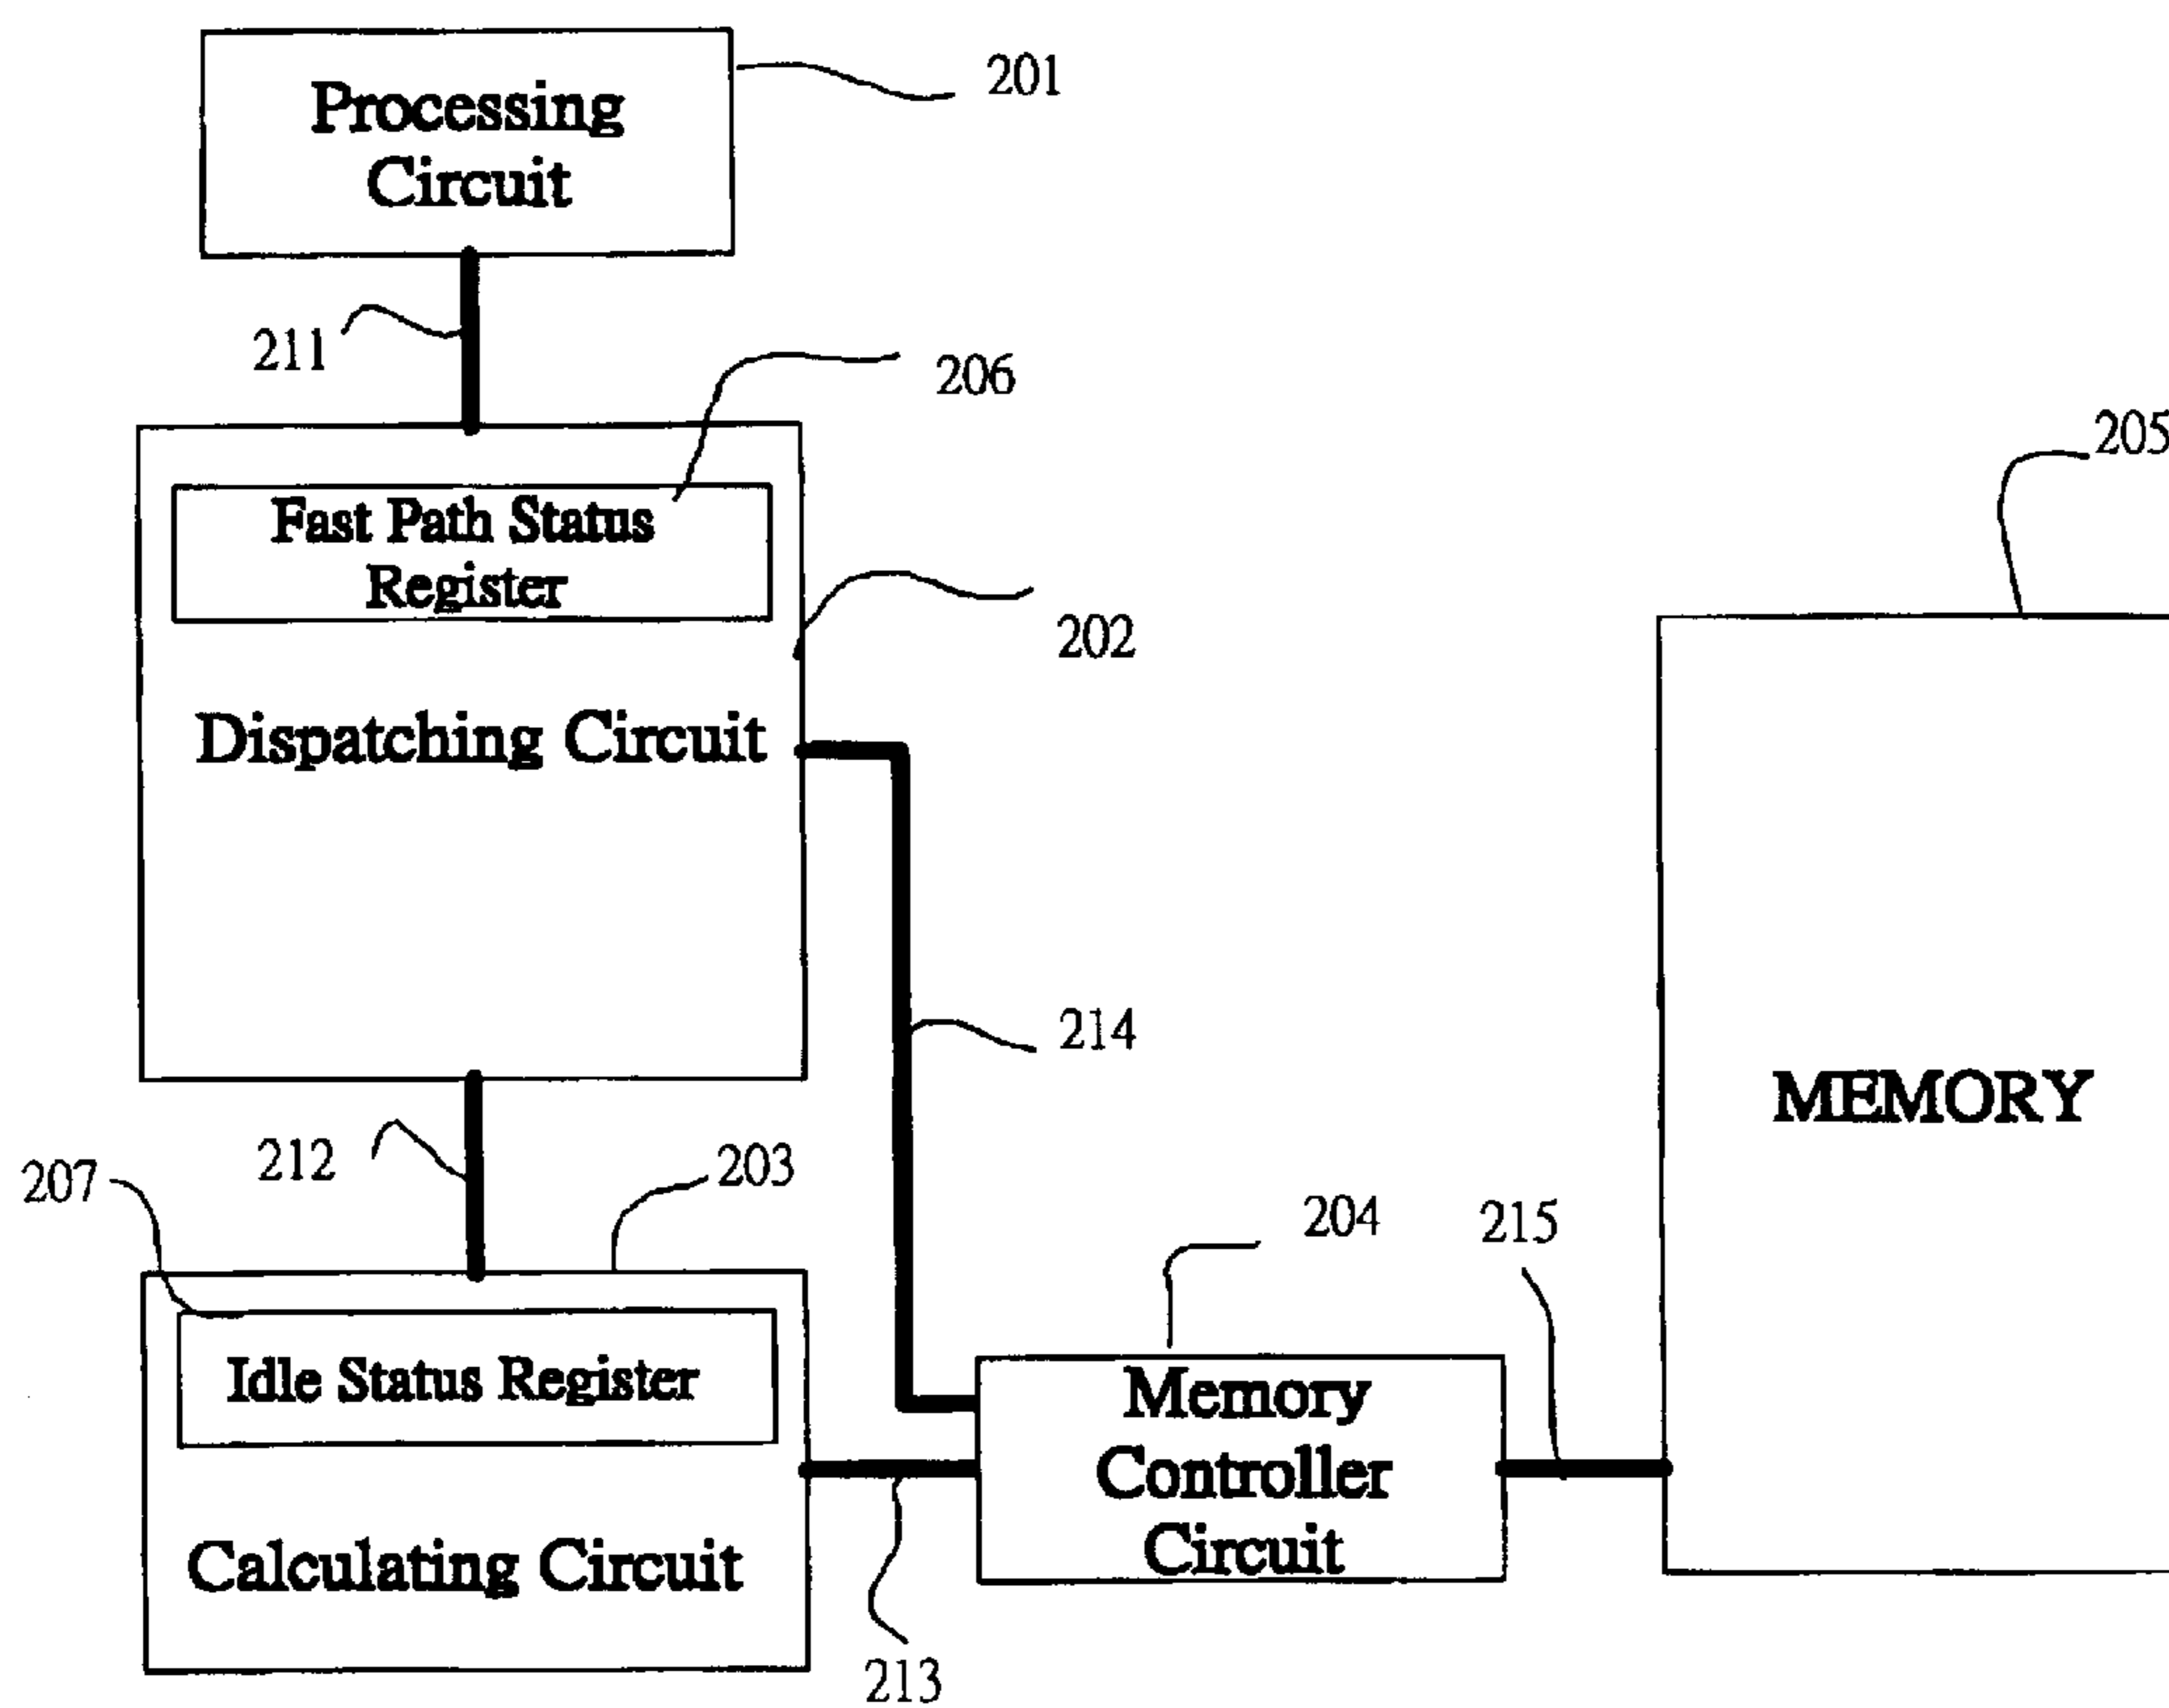 Processing
Circuit
201
211
206
205
Fast Path Status
Register
202
Dispatching Circuit
214
MEMORY
212
203
207
204
215
Idle Status Register
Memory
Controller
Circuit
Calculating Circuit
213